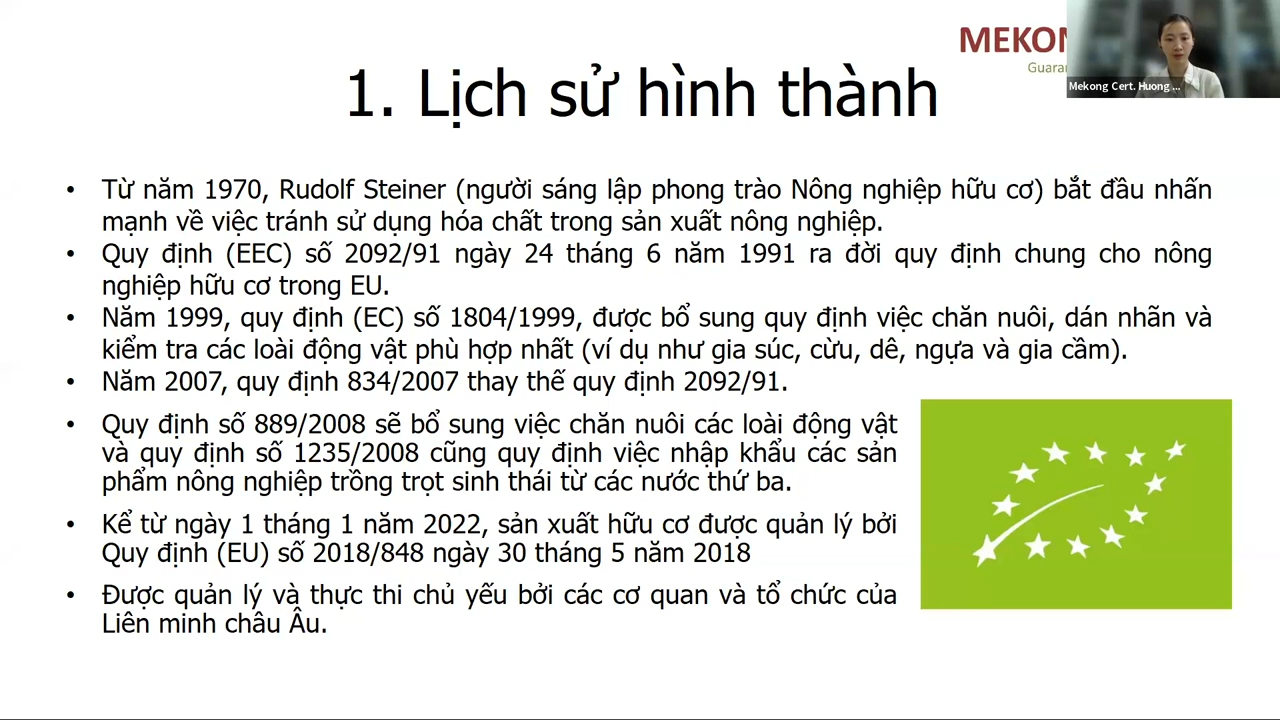 MEKON
Guara
Mekong Cert. Huong ...
1. Lịch sử hình thành
• Từ năm 1970, Rudolf Steiner (người sáng lập phong trào Nông nghiệp hữu cơ) bắt đầu nhấn
mạnh về việc tránh sử dụng hóa chất trong sản xuất nông nghiệp.
• Quy định (EEC) số 2092/91 ngày 24 tháng 6 năm 1991 ra đời quy định chung cho nông
nghiệp hữu cơ trong EU.
• Năm 1999, quy định (EC) số 1804/1999, được bổ sung quy định việc chăn nuôi, dán nhãn và
kiểm tra các loài động vật phù hợp nhất (ví dụ như gia súc, cừu, dê, ngựa và gia cầm).
• Năm 2007, quy định 834/2007 thay thế quy định 2092/91.
• Quy định số 889/2008 sẽ bổ sung việc chăn nuôi các loài động vật
và quy định số 1235/2008 cũng quy định việc nhập khẩu các sản
phẩm nông nghiệp trồng trọt sinh thái từ các nước thứ ba.
• Kể từ ngày 1 tháng 1 năm 2022, sản xuất hữu cơ được quản lý bởi
Quy định (EU) số 2018/848 ngày 30 tháng 5 năm 2018
• Được quản lý và thực thi chủ yếu bởi các cơ quan và tổ chức của
Liên minh châu Âu.